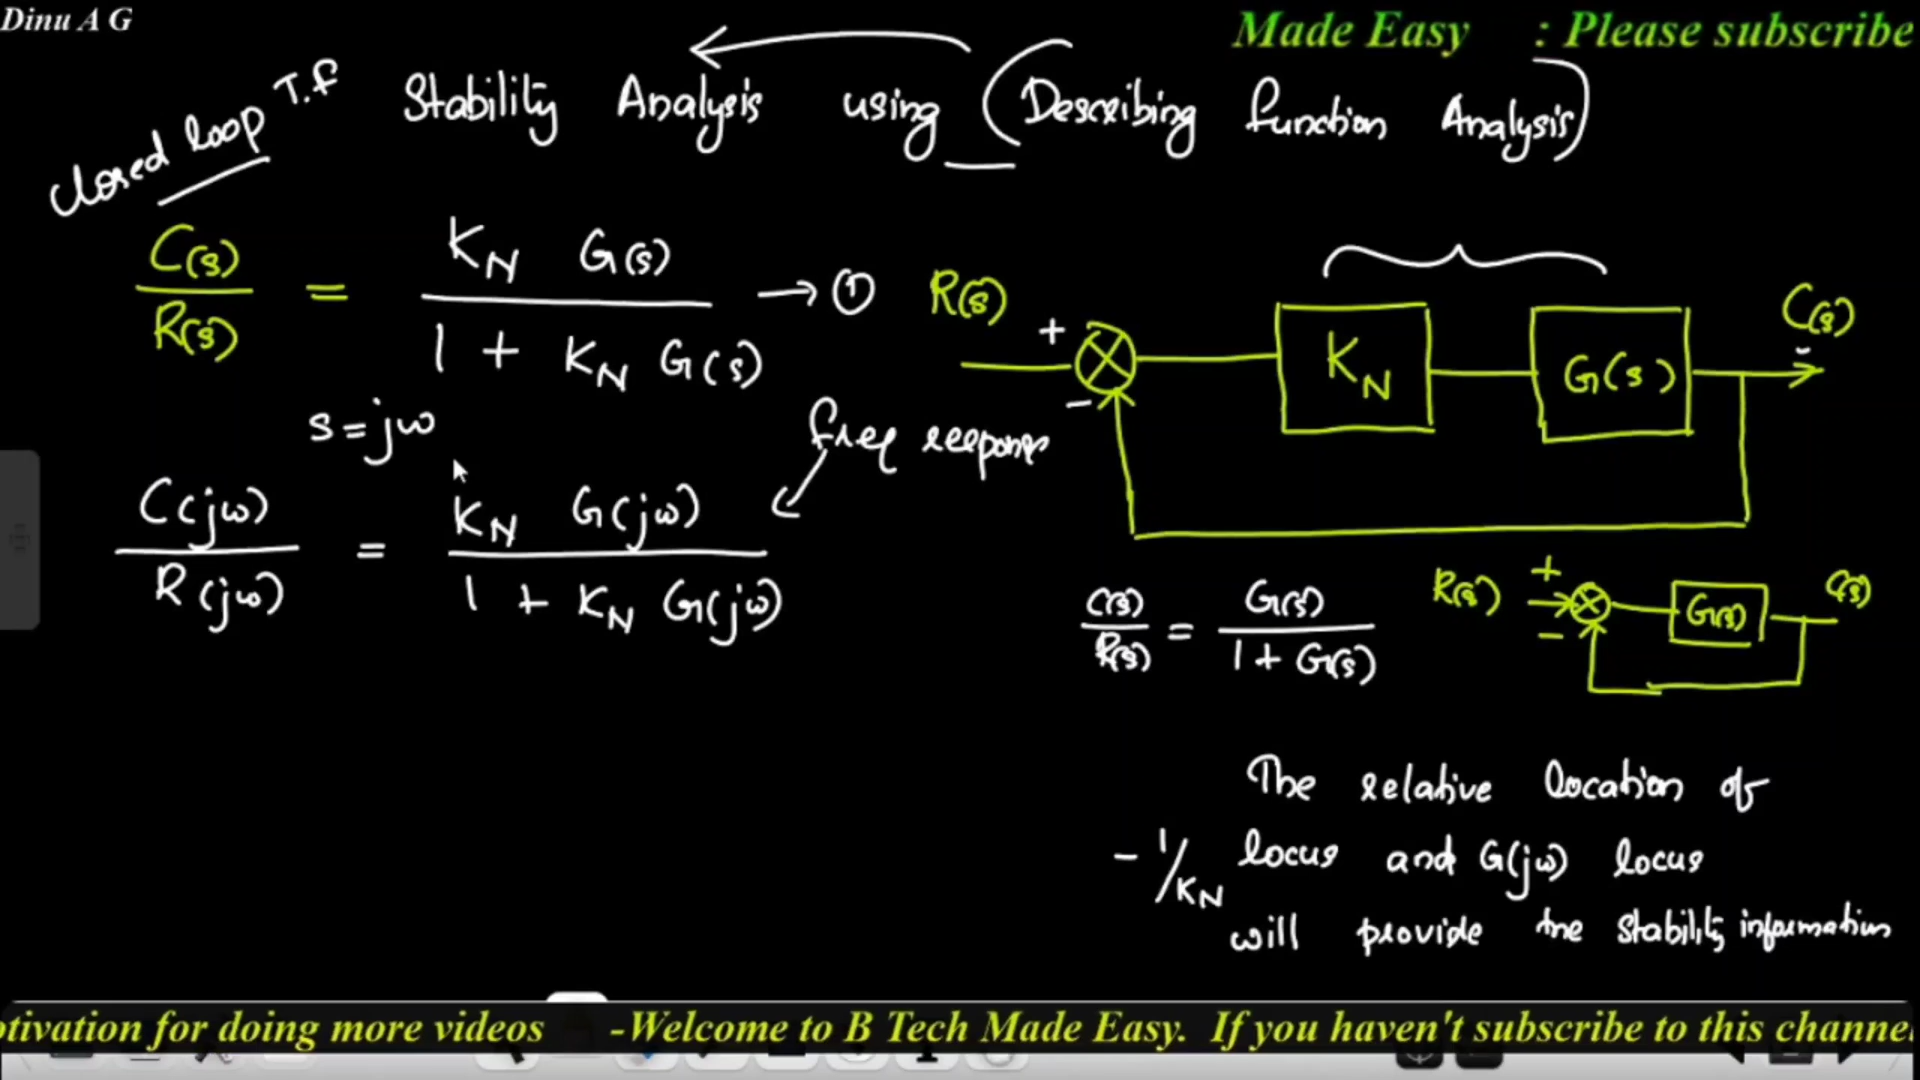 Dinu A G
Made Easy : Please subscribe
closed loop T.f
Stability Analysis using (Describing function Analysis)
C(s) / R(s) = KN G(s) / 1 + KN G(s) → ①
s = jω
freq response
C(jω) / R(jω) = KN G(jω) / 1 + KN G(jω)
R(s) + - KN G(s) C(s)
C(s) / R(s) = G(s) / 1 + G(s)
R(s) + - G(s) C(s)
The relative location of
- 1/KN locus and G(jω) locus
will provide the stability information
otivation for doing more videos -Welcome to B Tech Made Easy. If you haven't subscribe to this channe